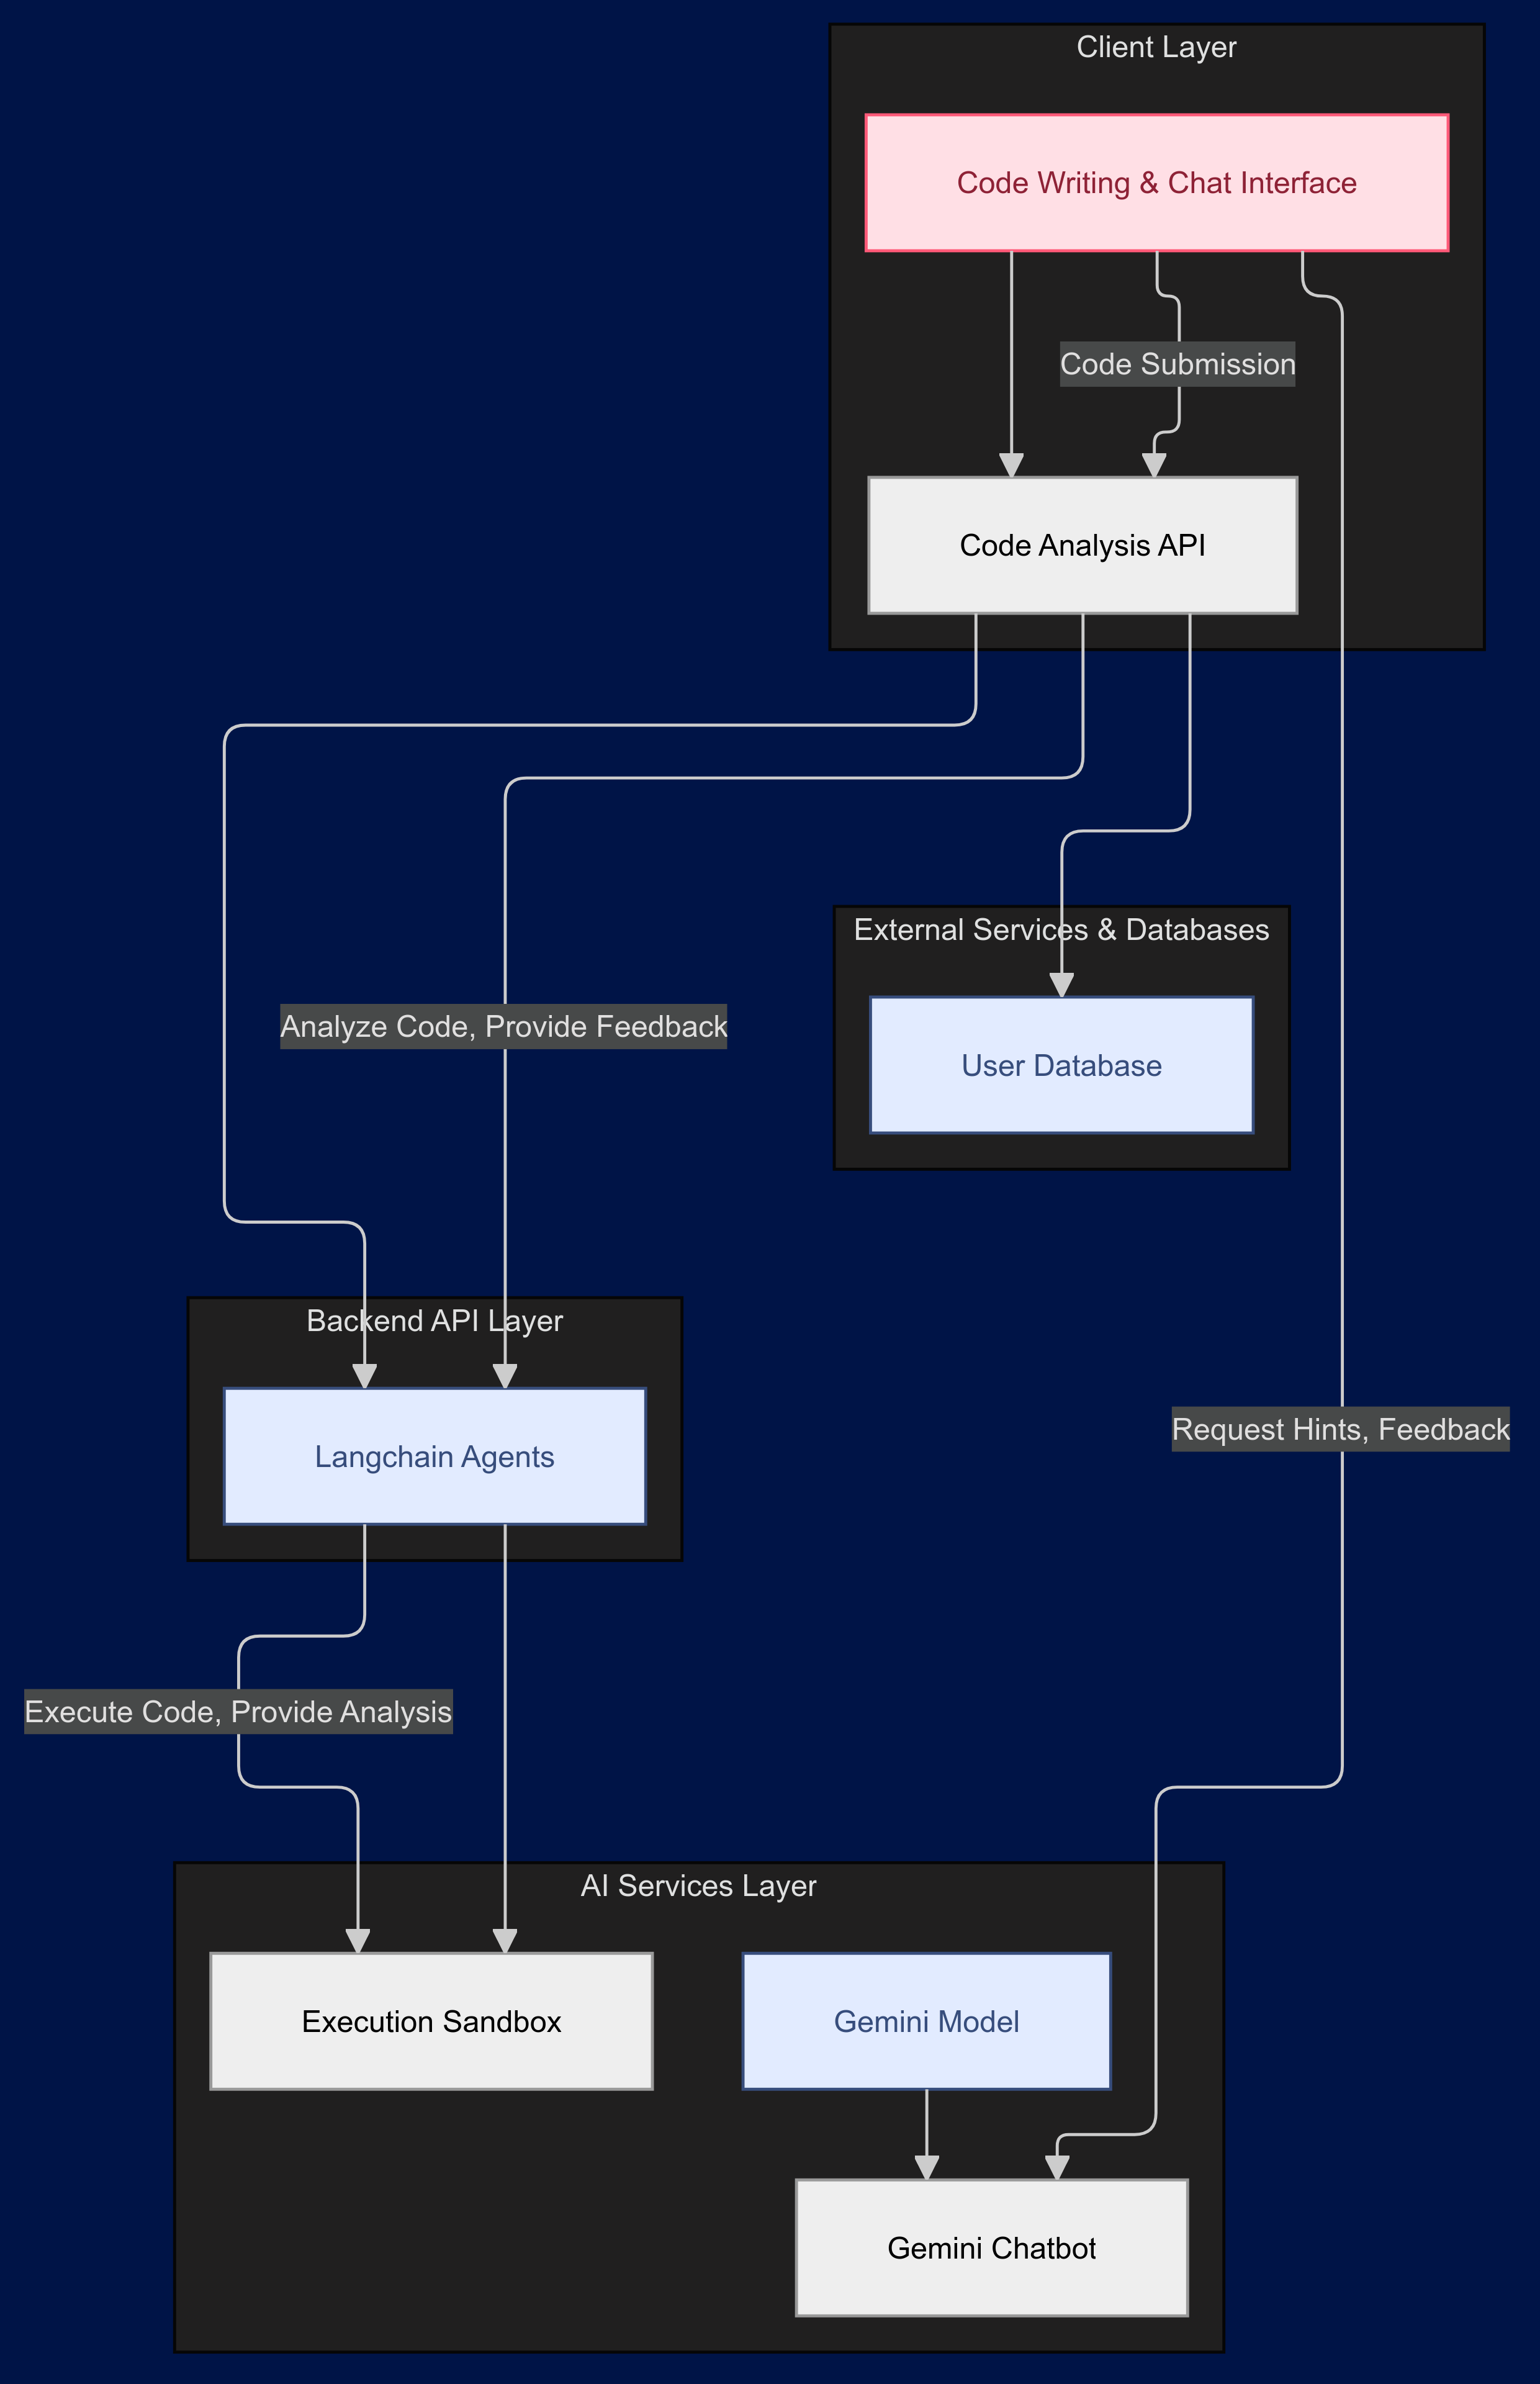 Client Layer
Code Writing & Chat Interface
Code Submission
Code Analysis API
External Services & Databases
Analyze Code, Provide Feedback
User Database
Backend API Layer
Request Hints, Feedback
Langchain Agents
Execute Code, Provide Analysis
AI Services Layer
Execution Sandbox
Gemini Model
Gemini Chatbot